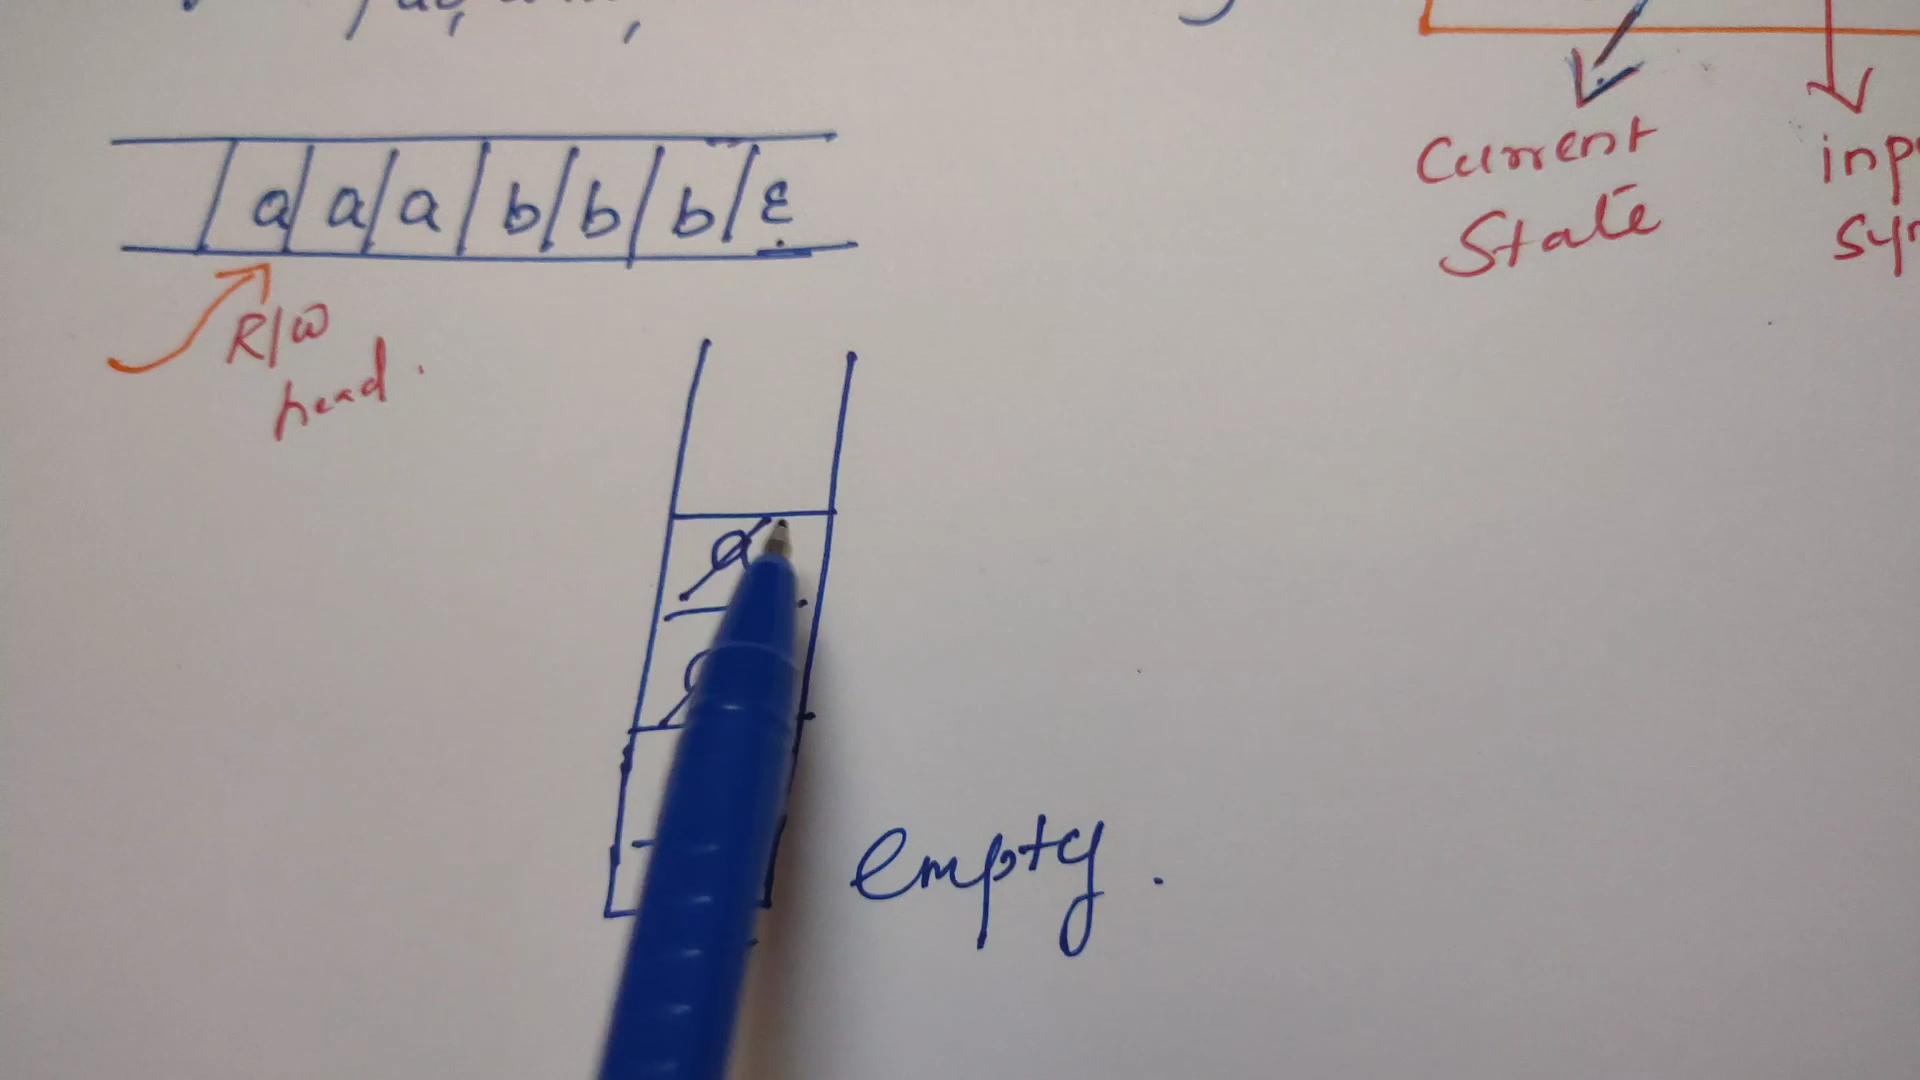 a a a b b b ε
R/W
head.
Current
State
a
empty.